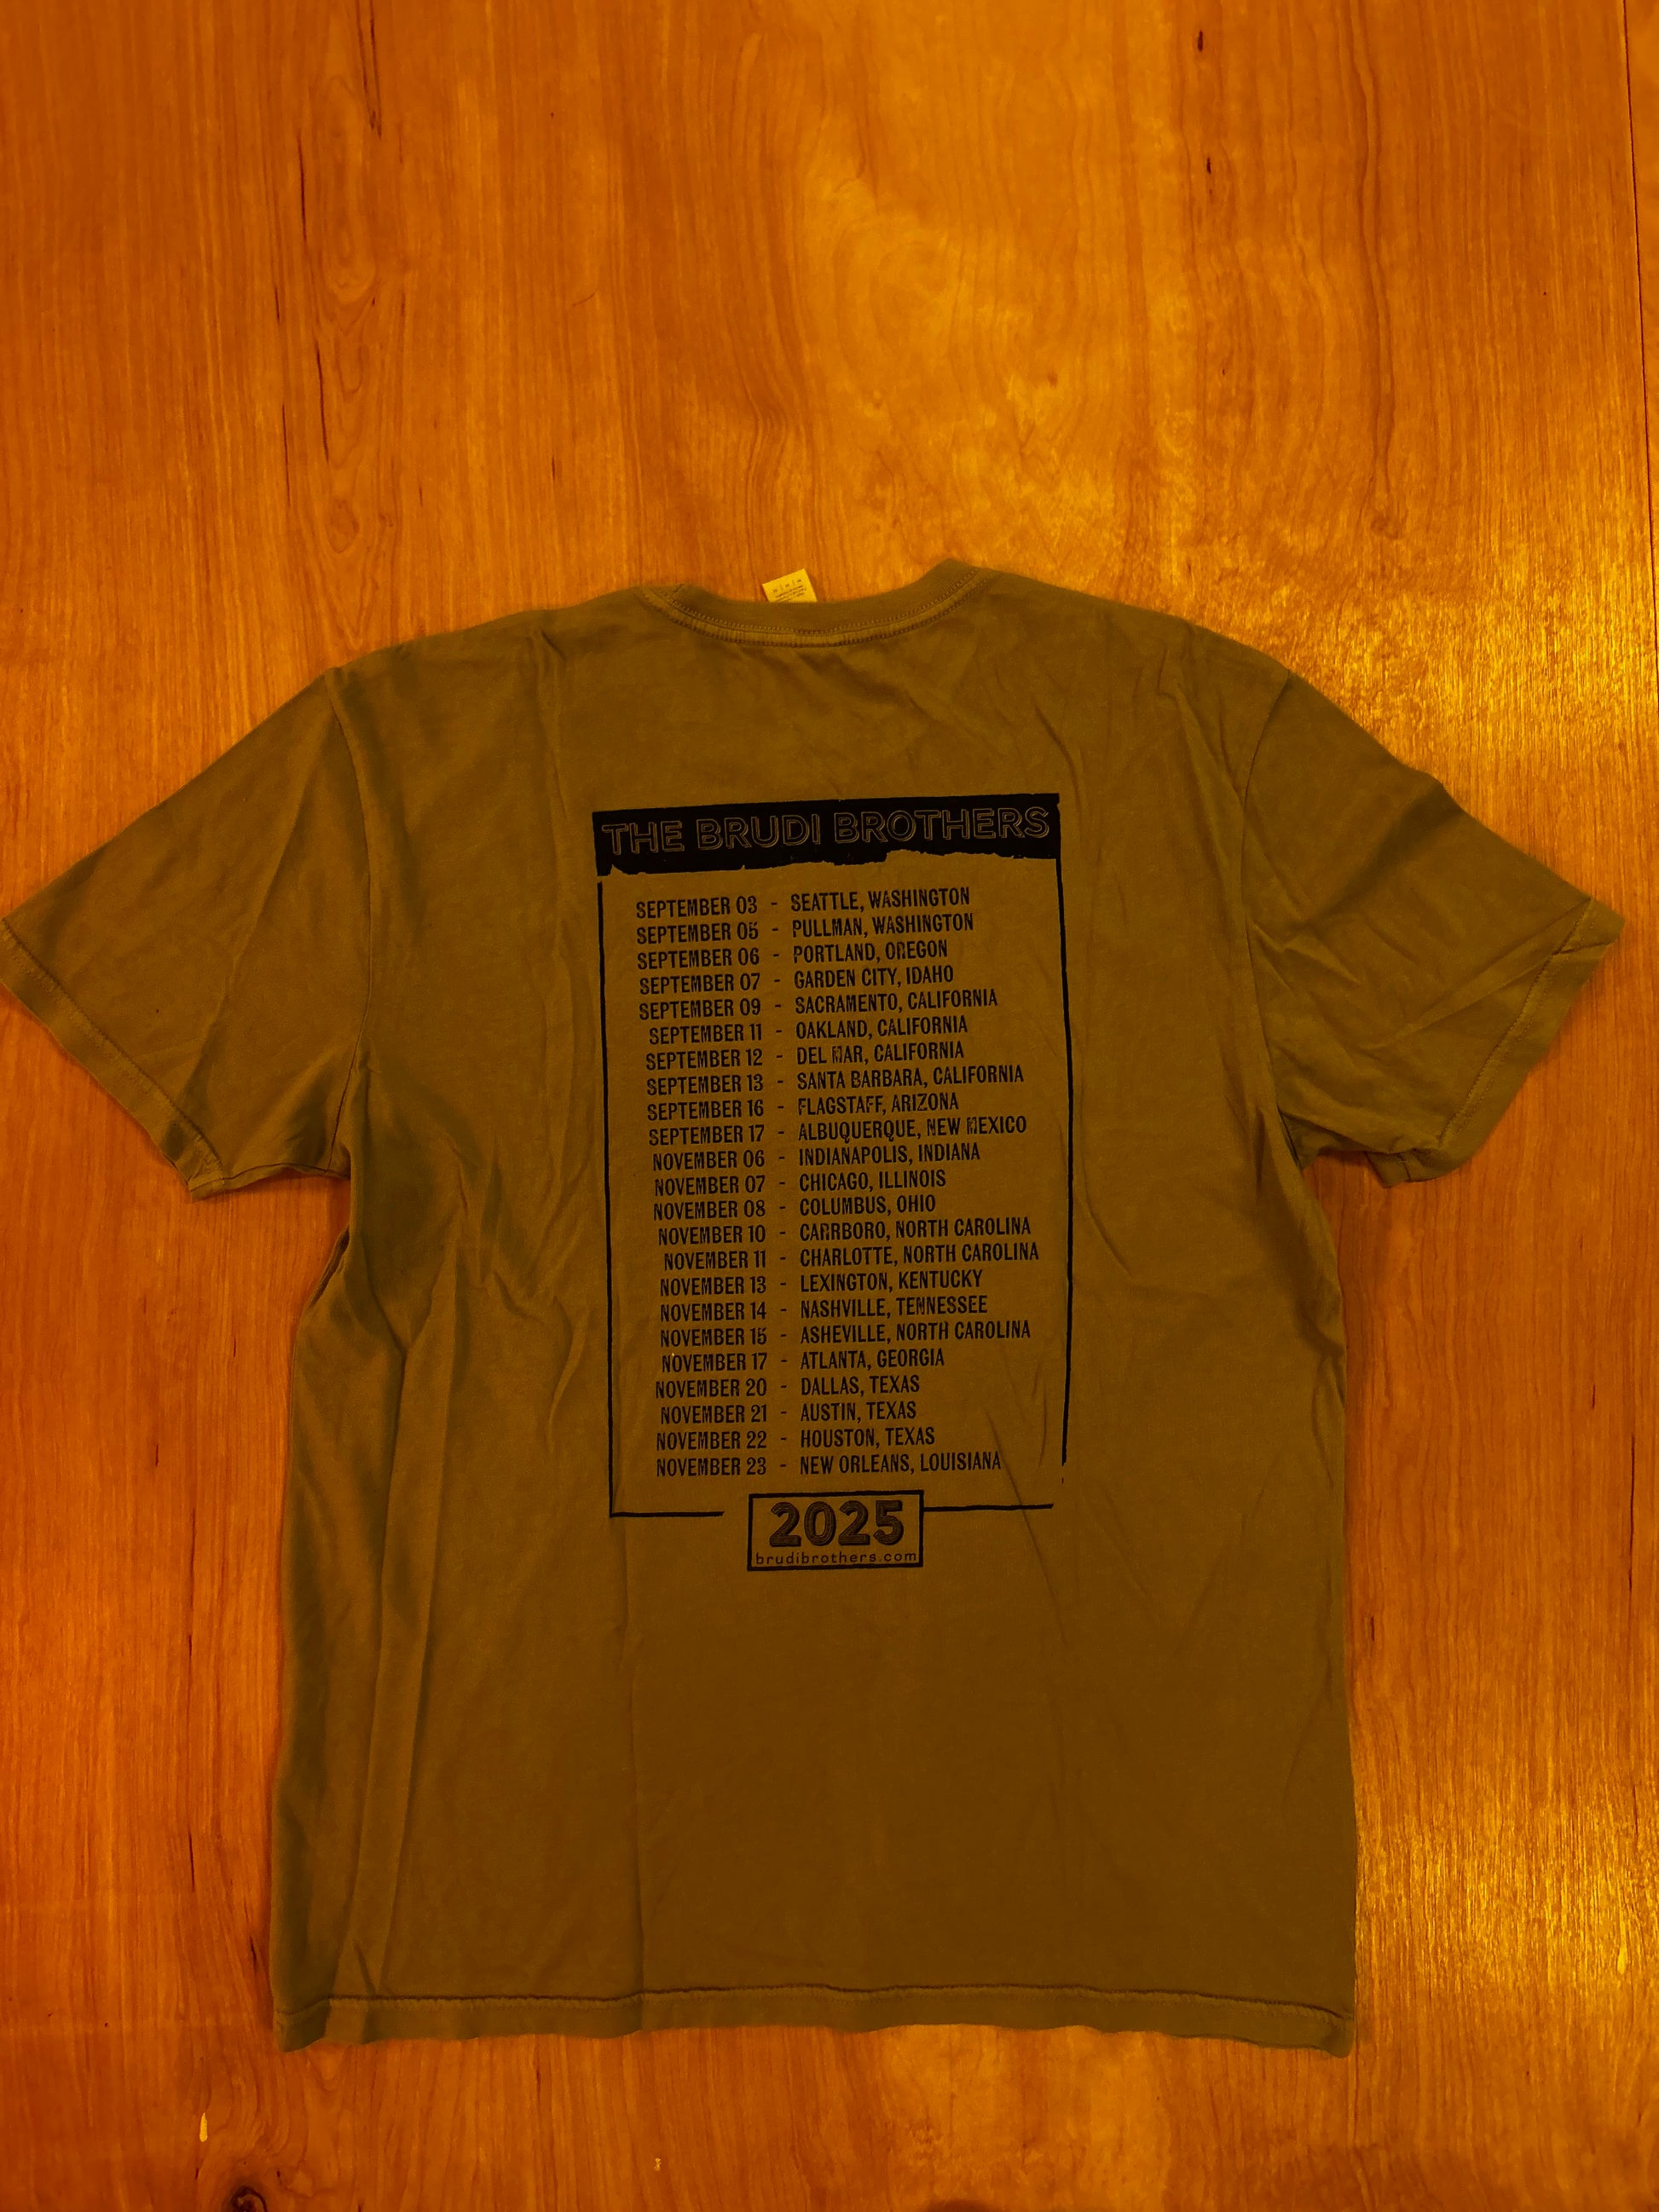 THE BRUDI BROTHERS
SEPTEMBER 03 - SEATTLE, WASHINGTON
SEPTEMBER 05 - PULLMAN, WASHINGTON
SEPTEMBER 06 - PORTLAND, OREGON
SEPTEMBER 07 - GARDEN CITY, IDAHO
SEPTEMBER 09 - SACRAMENTO, CALIFORNIA
SEPTEMBER 11 - OAKLAND, CALIFORNIA
SEPTEMBER 12 - DEL MAR, CALIFORNIA
SEPTEMBER 13 - SANTA BARBARA, CALIFORNIA
SEPTEMBER 16 - FLAGSTAFF, ARIZONA
SEPTEMBER 17 - ALBUQUERQUE, NEW MEXICO
NOVEMBER 06 - INDIANAPOLIS, INDIANA
NOVEMBER 07 - CHICAGO, ILLINOIS
NOVEMBER 08 - COLUMBUS, OHIO
NOVEMBER 10 - CARRBORO, NORTH CAROLINA
NOVEMBER 11 - CHARLOTTE, NORTH CAROLINA
NOVEMBER 13 - LEXINGTON, KENTUCKY
NOVEMBER 14 - NASHVILLE, TENNESSEE
NOVEMBER 15 - ASHEVILLE, NORTH CAROLINA
NOVEMBER 17 - ATLANTA, GEORGIA
NOVEMBER 20 - DALLAS, TEXAS
NOVEMBER 21 - AUSTIN, TEXAS
NOVEMBER 22 - HOUSTON, TEXAS
NOVEMBER 23 - NEW ORLEANS, LOUISIANA
2025
brudibrothers.com